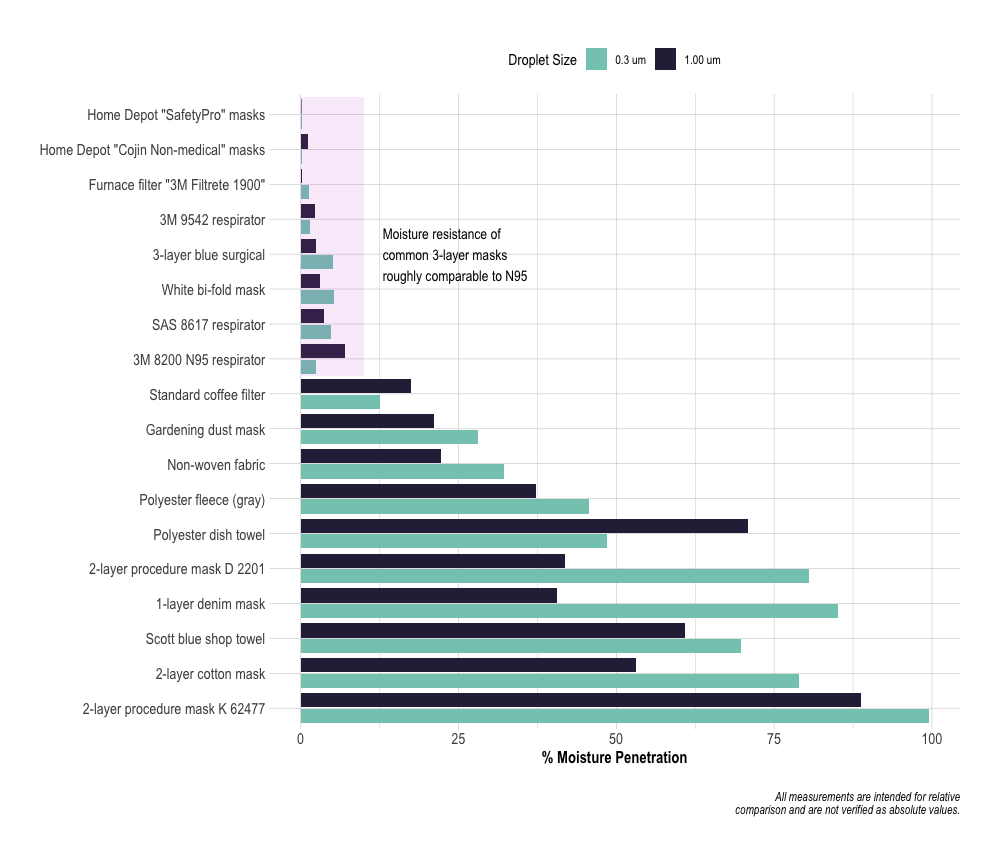 Droplet Size 0.3 um 1.00 um
Home Depot "SafetyPro" masks
Home Depot "Cojin Non-medical" masks
Furnace filter "3M Filtrete 1900"
3M 9542 respirator
3-layer blue surgical
White bi-fold mask
SAS 8617 respirator
3M 8200 N95 respirator
Standard coffee filter
Gardening dust mask
Non-woven fabric
Polyester fleece (gray)
Polyester dish towel
2-layer procedure mask D 2201
1-layer denim mask
Scott blue shop towel
2-layer cotton mask
2-layer procedure mask K 62477
Moisture resistance of
common 3-layer masks
roughly comparable to N95
0 25 50 75 100
% Moisture Penetration
All measurements are intended for relative
comparison and are not verified as absolute values.